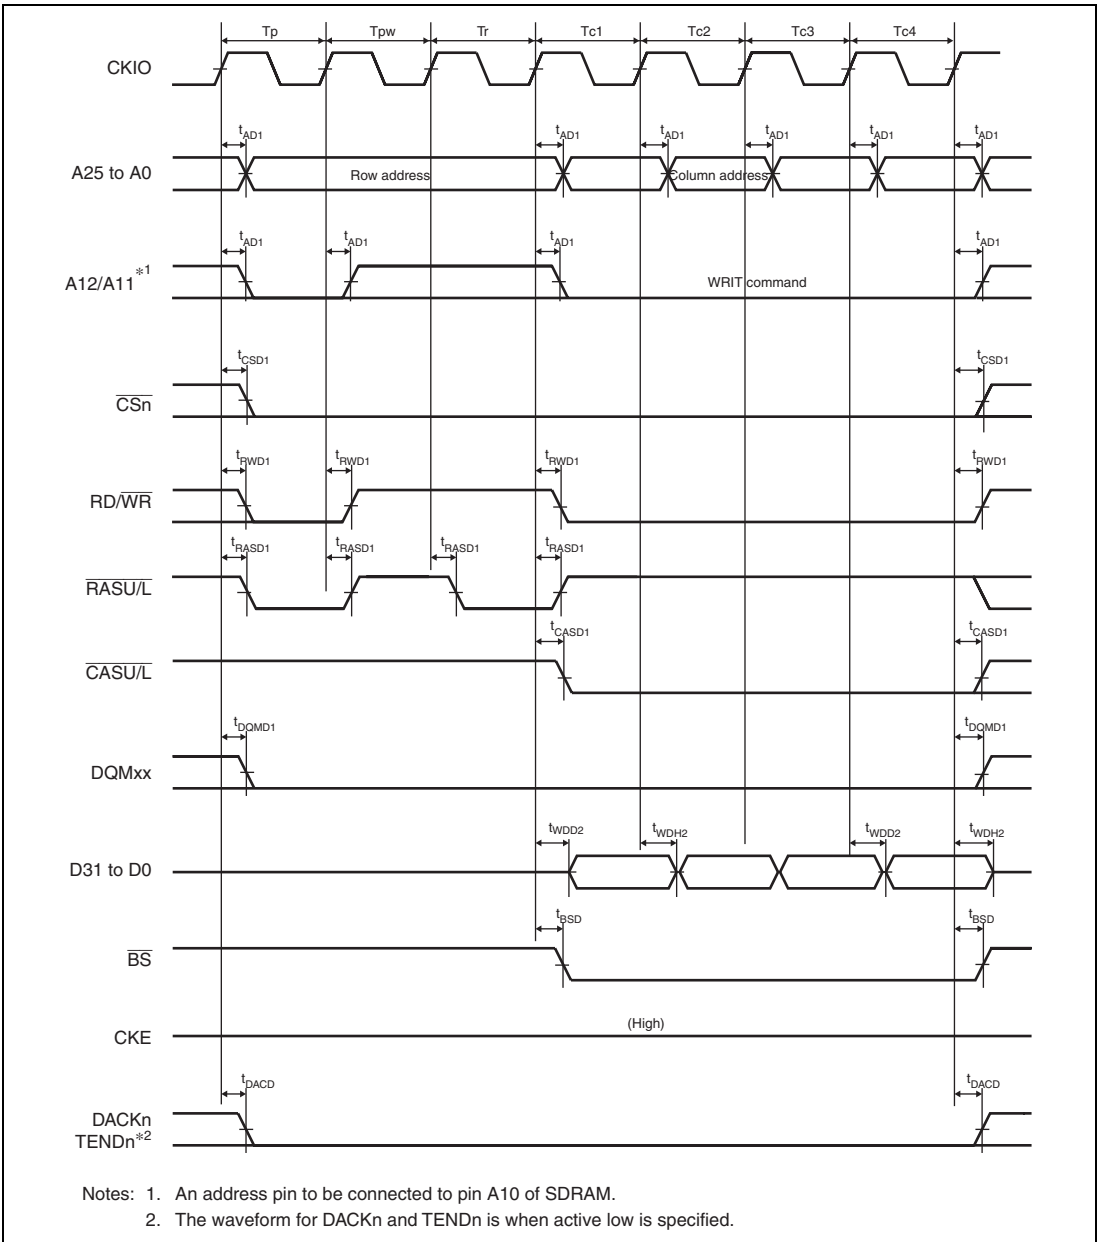 Tp Tpw Tr Tc1 Tc2 Tc3 Tc4
CKIO
tAD1 tAD1 tAD1 tAD1 tAD1 tAD1
A25 to A0 Row address Column address
tAD1 tAD1 tAD1 tAD1
A12/A11*1 WRIT command
tCSD1 tCSD1
CSn
tRWD1 tRWD1 tRWD1 tRWD1
RD/WR
tRASD1 tRASD1 tRASD1 tRASD1
RASU/L
tCASD1 tCASD1
CASU/L
tDQMD1 tDQMD1
DQMxx
tWDD2 tWDH2 tWDD2 tWDH2
D31 to D0
tBSD tBSD
BS
(High)
CKE
tDACD tDACD
DACKn
TENDn*2
Notes: 1. An address pin to be connected to pin A10 of SDRAM.
2. The waveform for DACKn and TENDn is when active low is specified.